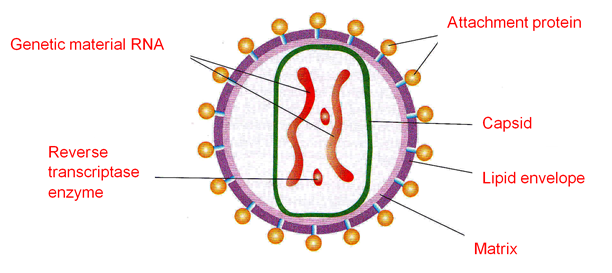 Attachment protein
Genetic material RNA
Capsid
Reverse
transcriptase
enzyme
Lipid envelope
Matrix